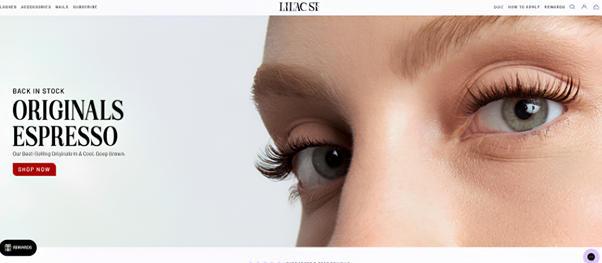 LASHES ACCESSORIES NAILS SUBSCRIBE
LILAC ST
QUIZ HOW TO APPLY REWARDS
BACK IN STOCK
ORIGINALS
ESPRESSO
Our Best-Selling Originals In A Cool, Deep Brown.
SHOP NOW
REWARDS